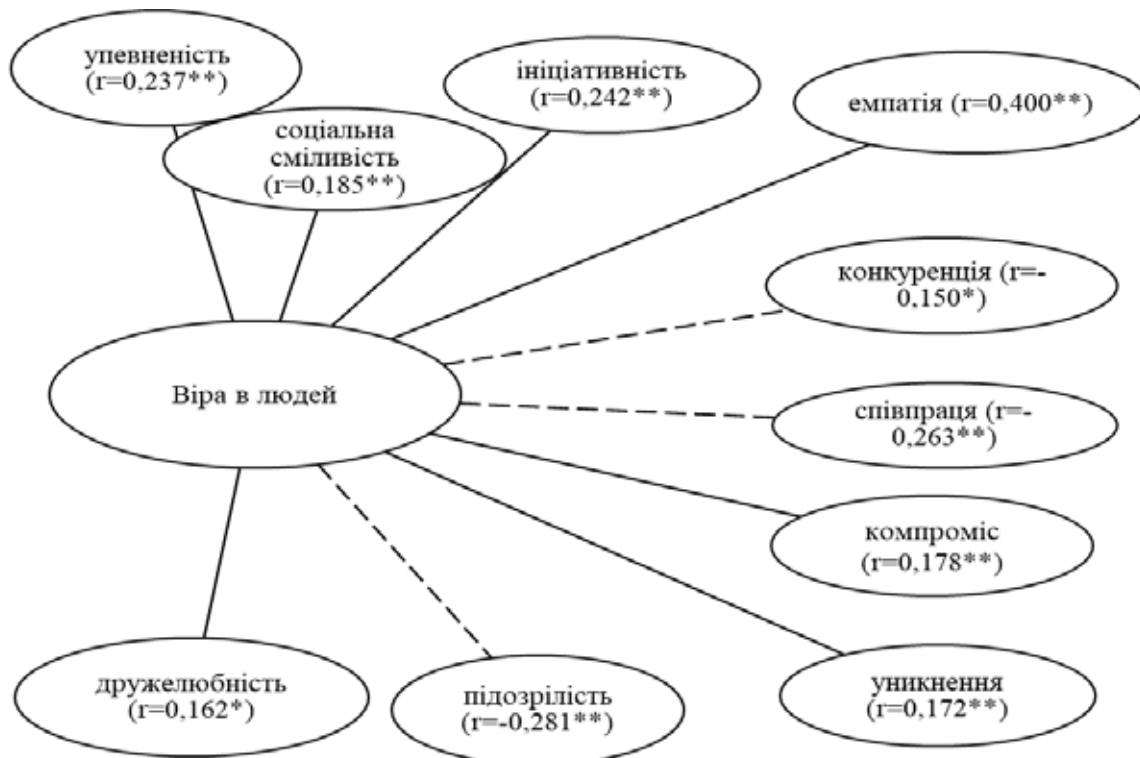 упевненість
(r=0,237**)
соціальна
сміливість
(r=0,185**)
ініціативність
(r=0,242**)
емпатія (r=0,400**)
конкуренція (r=-
0,150*)
співпраця (r=-
0,263**)
компроміс
(r=0,178**)
уникнення
(r=0,172**)
Віра в людей
дружелюбність
(r=0,162*)
підозрілість
(r=-0,281**)